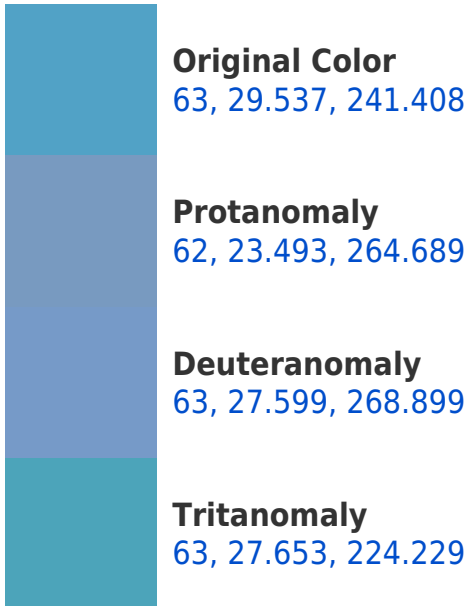 Original Color
63, 29.537, 241.408
Protanomaly
62, 23.493, 264.689
Deuteranomaly
63, 27.599, 268.899
Tritanomaly
63, 27.653, 224.229